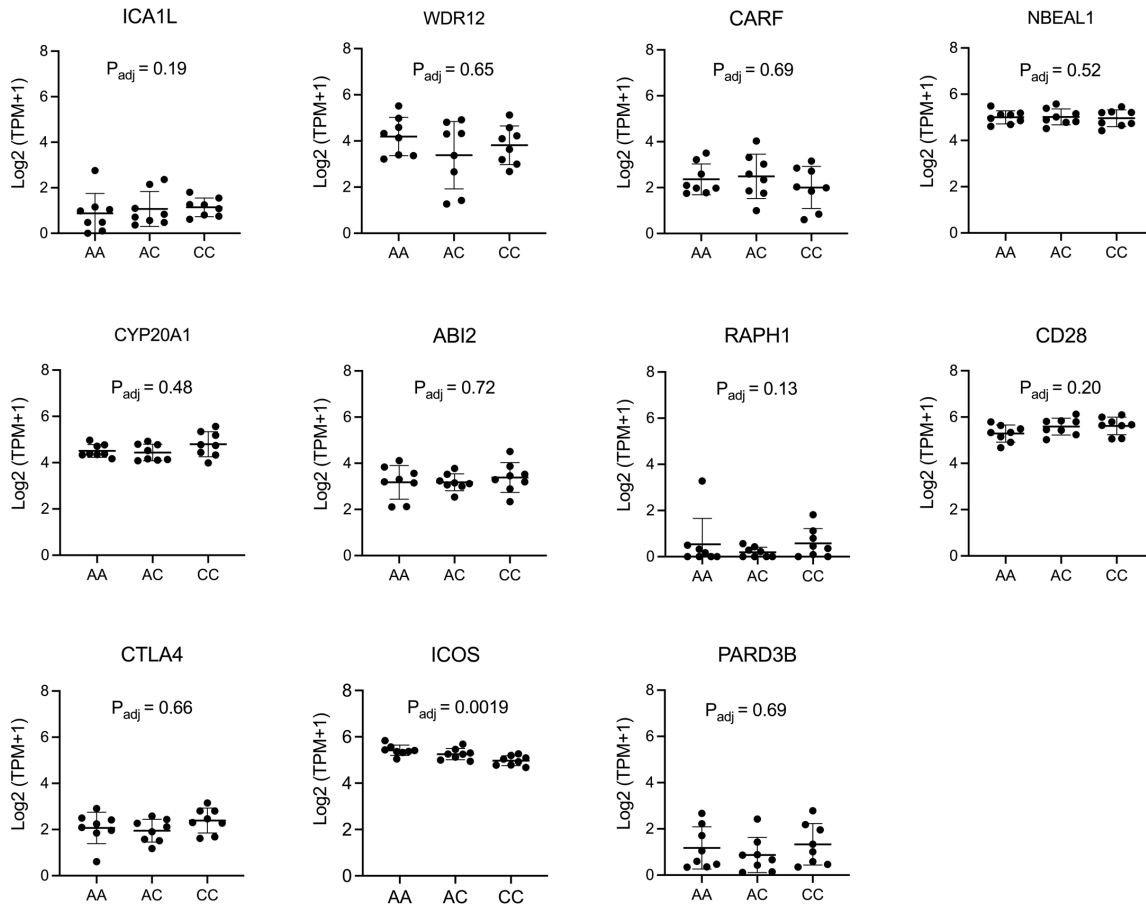 ICA1L
Log2 (TPM+1)
8
6
4
2
0
Padj = 0.19
AA AC CC
WDR12
Log2 (TPM+1)
8
6
4
2
0
Padj = 0.65
AA AC CC
CARF
Log2 (TPM+1)
8
6
4
2
0
Padj = 0.69
AA AC CC
NBEAL1
Log2 (TPM+1)
8
6
4
2
0
Padj = 0.52
AA AC CC
CYP20A1
Log2 (TPM+1)
8
6
4
2
0
Padj = 0.48
AA AC CC
ABI2
Log2 (TPM+1)
8
6
4
2
0
Padj = 0.72
AA AC CC
RAPH1
Log2 (TPM+1)
8
6
4
2
0
Padj = 0.13
AA AC CC
CD28
Log2 (TPM+1)
8
6
4
2
0
Padj = 0.20
AA AC CC
CTLA4
Log2 (TPM+1)
8
6
4
2
0
Padj = 0.66
AA AC CC
ICOS
Log2 (TPM+1)
8
6
4
2
0
Padj = 0.0019
AA AC CC
PARD3B
Log2 (TPM+1)
8
6
4
2
0
Padj = 0.69
AA AC CC